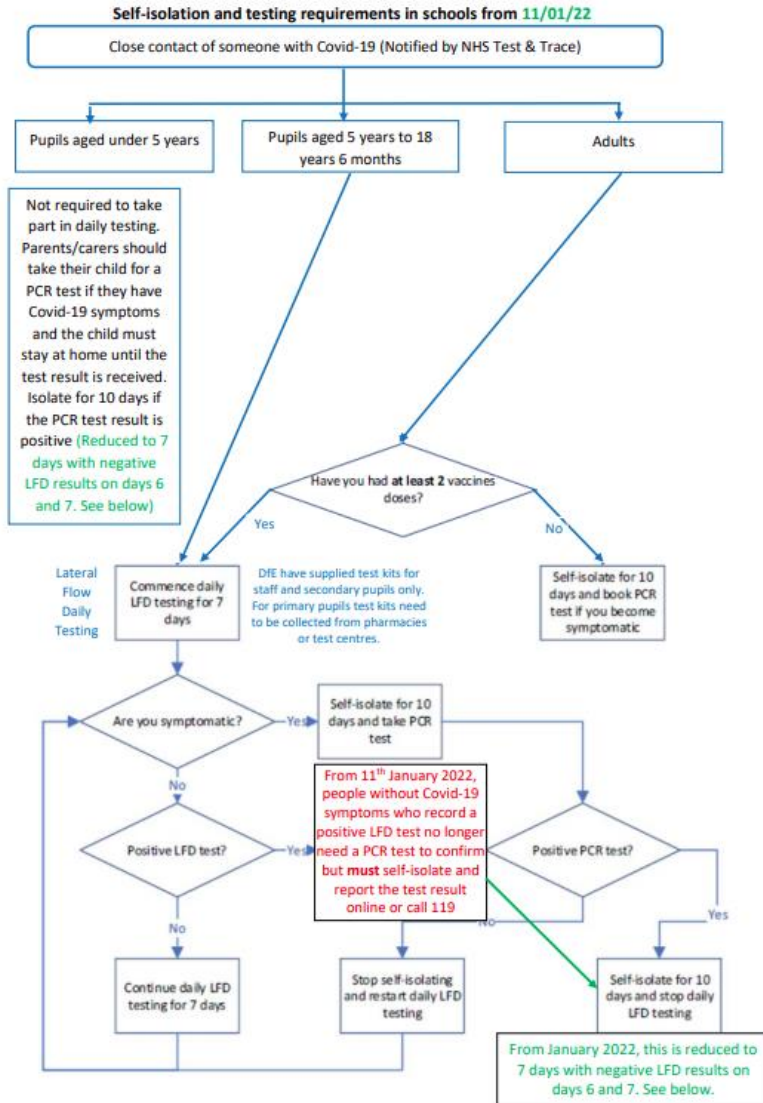 Self-isolation and testing requirements in schools from 11/01/22
Close contact of someone with Covid-19 (Notified by NHS Test & Trace)
Pupils aged under 5 years
Pupils aged 5 years to 18
years 6 months
Adults
Not required to take
part in daily testing.
Parents/carers should
take their child for a
PCR test if they have
Covid-19 symptoms
and the child must
stay at home until the
test result is received.
Isolate for 10 days if
the PCR test result is
positive (Reduced to 7
days with negative
LFD results on days 6
and 7. See below)
Have you had at least 2 vaccines
doses?
Yes
No
Lateral
Flow
Daily
Testing
Commence daily
LFD testing for 7
days
DfE have supplied test kits for
staff and secondary pupils only.
For primary pupils test kits need
to be collected from pharmacies
or test centres.
Self-isolate for 10
days and book PCR
test if you become
symptomatic
Are you symptomatic?
Yes
Self-isolate for 10
days and take PCR
test
No
From 11th January 2022,
people without Covid-19
symptoms who record a
positive LFD test no longer
need a PCR test to confirm
but must self-isolate and
report the test result
online or call 119
Positive LFD test?
Yes
Positive PCR test?
No
No
Yes
Continue daily LFD
testing for 7 days
Stop self-isolating
and restart daily LFD
testing
Self-isolate for 10
days and stop daily
LFD testing
From January 2022, this is reduced to
7 days with negative LFD results on
days 6 and 7. See below.